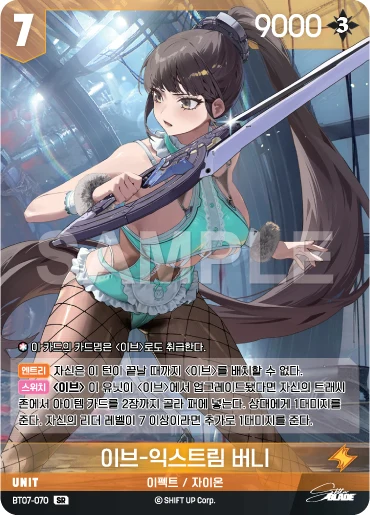 7
9000 3
SAMPLE
이 카드의 카드명은 <이브>로도 취급한다.
엔트리 자신은 이 턴이 끝날 때까지 <이브>를 배치할 수 없다.
스위치 <이브> 이 유닛이 <이브>에서 업그레이드됐다면 자신의 트래시
존에서 아이템 카드를 2장까지 골라 패에 넣는다. 상대에게 1대미지를
준다. 자신의 리더 레벨이 7 이상이라면 추가로 1대미지를 준다.
이브-익스트림 버니
UNIT
이펙트 / 자이온
BT07-070 SR
© SHIFT UP Corp.
Stellar BLADE